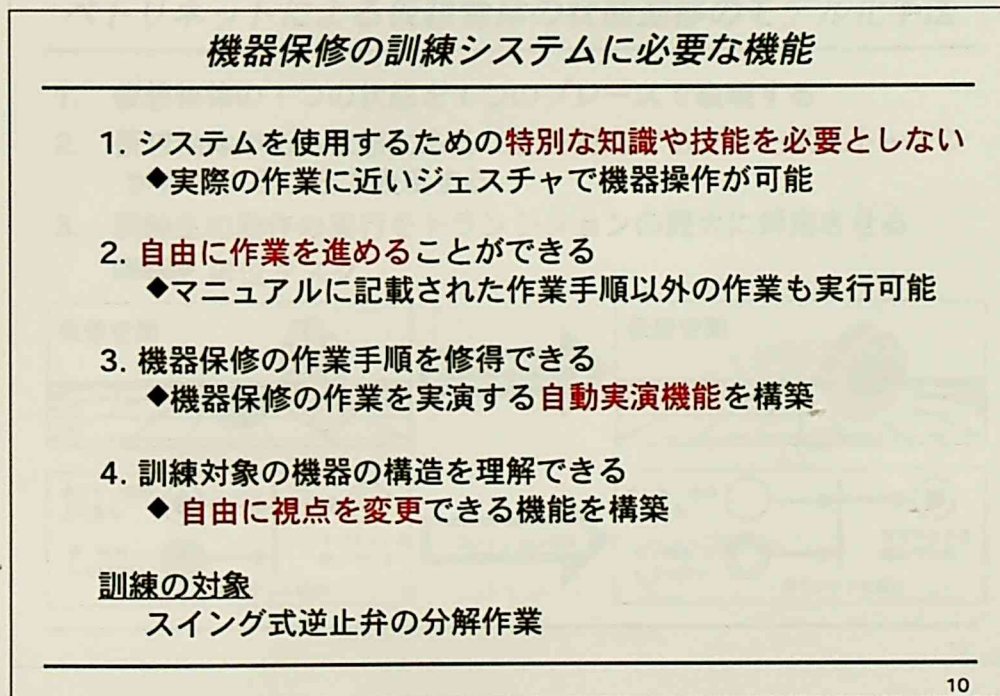 機器保修の訓練システムに必要な機能
1. システムを使用するための特別な知識や技能を必要としない
◆実際の作業に近いジェスチャで機器操作が可能
2. 自由に作業を進めることができる
◆マニュアルに記載された作業手順以外の作業も実行可能
3. 機器保修の作業手順を修得できる
◆機器保修の作業を実演する自動実演機能を構築
4. 訓練対象の機器の構造を理解できる
◆ 自由に視点を変更できる機能を構築
訓練の対象
スイング式逆止弁の分解作業
10